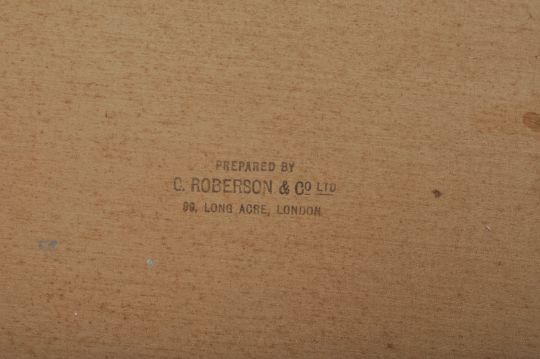 PREPARED BY
C. ROBERSON & Co LTD
99, LONG ACRE, LONDON